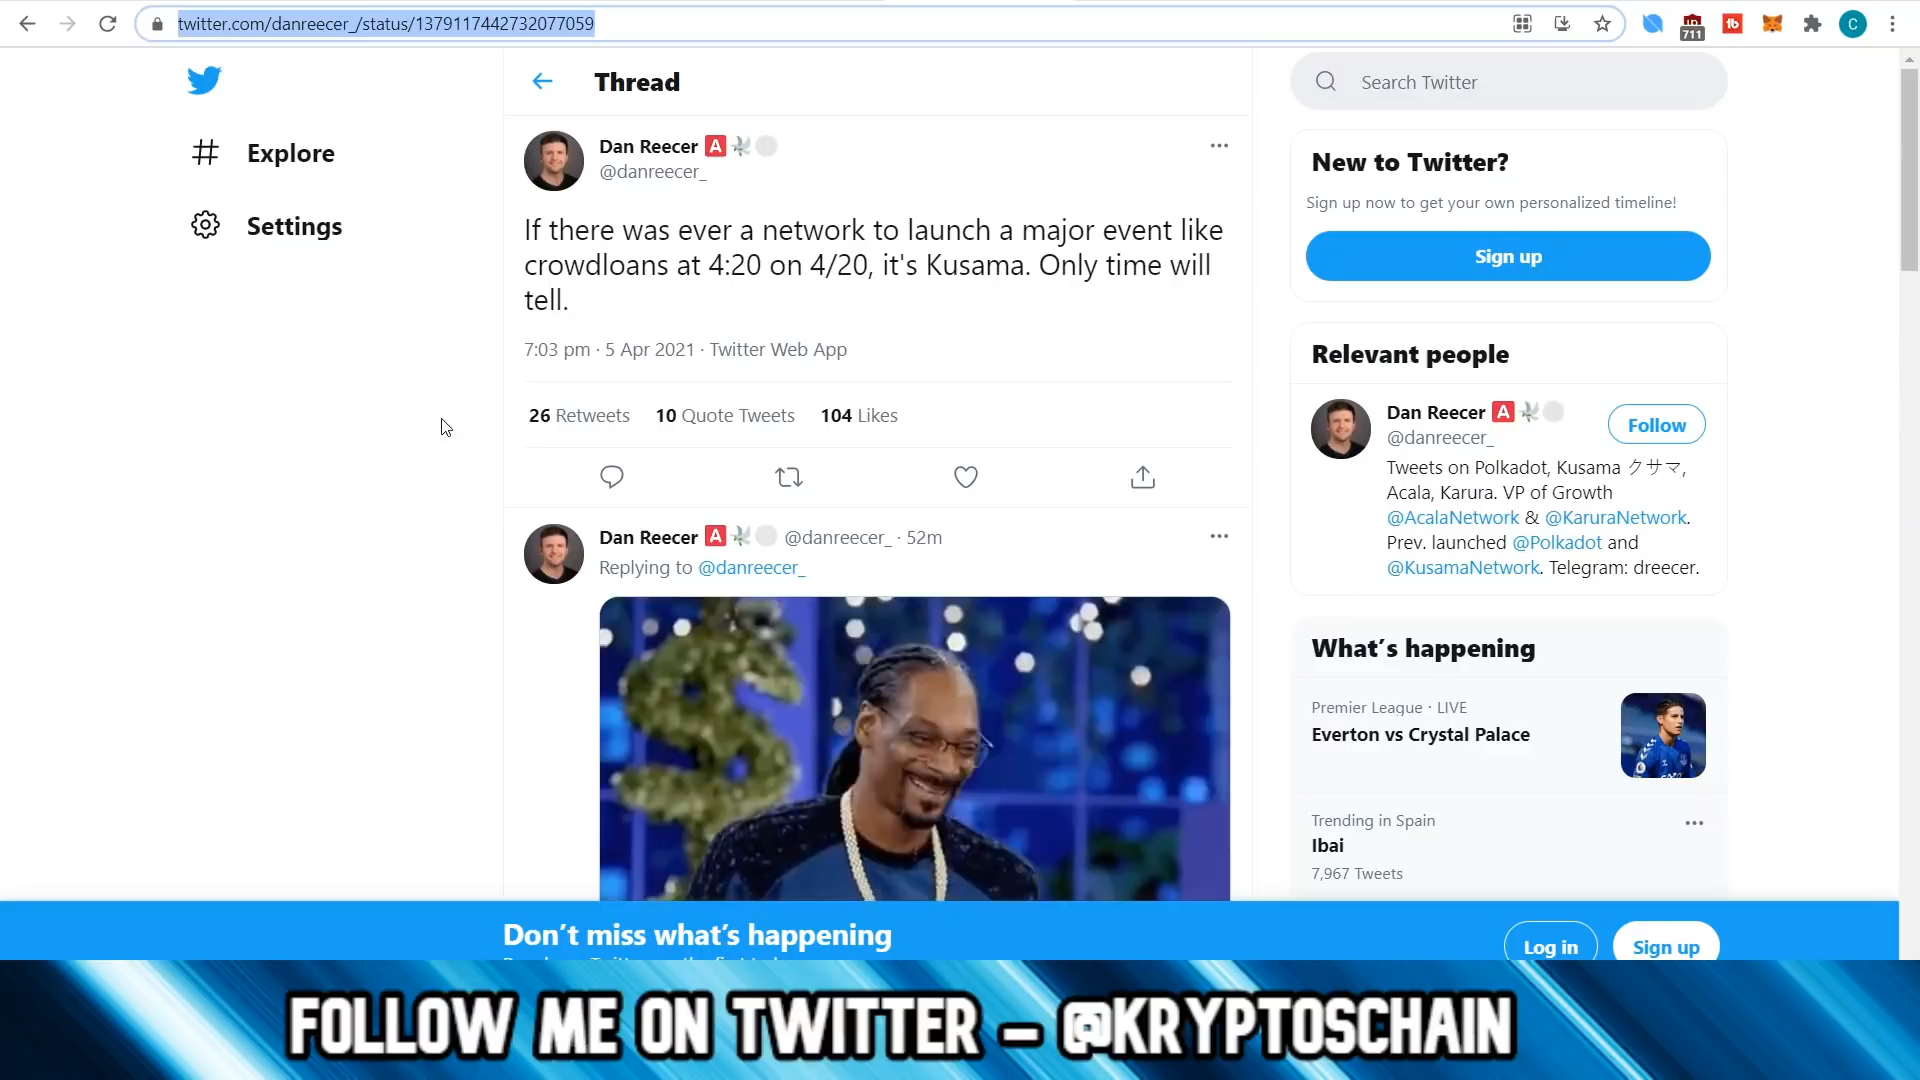 twitter.com/danreecer_/status/1379117442732077059
711
C
Thread
Search Twitter
Explore
Settings
Dan Reecer 🅰
@danreecer_
If there was ever a network to launch a major event like
crowdloans at 4:20 on 4/20, it's Kusama. Only time will
tell.
7:03 pm · 5 Apr 2021 · Twitter Web App
26 Retweets 10 Quote Tweets 104 Likes
Dan Reecer 🅰 @danreecer_ · 52m
Replying to @danreecer_
New to Twitter?
Sign up now to get your own personalized timeline!
Sign up
Relevant people
Dan Reecer 🅰
@danreecer_
Follow
Tweets on Polkadot, Kusama クサマ,
Acala, Karura. VP of Growth
@AcalaNetwork & @KaruraNetwork.
Prev. launched @Polkadot and
@KusamaNetwork. Telegram: dreecer.
What's happening
Premier League · LIVE
Everton vs Crystal Palace
Trending in Spain
Ibai
7,967 Tweets
Don't miss what's happening
Log in
Sign up
FOLLOW ME ON TWITTER – @KRYPTOSCHAIN